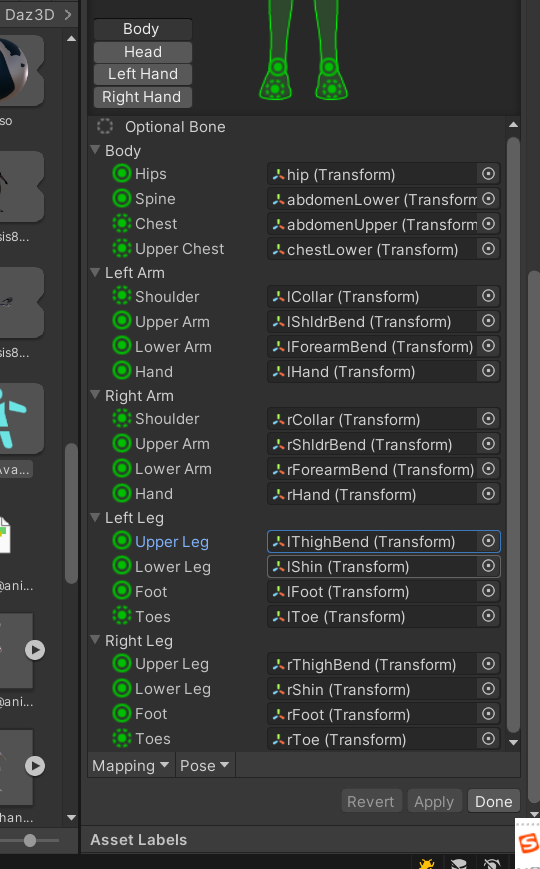 Daz3D
so
sis8...
sis8...
Ava...
@ani...
@ani...
han...
Body
Head
Left Hand
Right Hand
Optional Bone
Body
Hips hip (Transform)
Spine abdomenLower (Transform
Chest abdomenUpper (Transform
Upper Chest chestLower (Transform)
Left Arm
Shoulder lCollar (Transform)
Upper Arm lShldrBend (Transform)
Lower Arm lForearmBend (Transform)
Hand lHand (Transform)
Right Arm
Shoulder rCollar (Transform)
Upper Arm rShldrBend (Transform)
Lower Arm rForearmBend (Transform)
Hand rHand (Transform)
Left Leg
Upper Leg lThighBend (Transform)
Lower Leg lShin (Transform)
Foot lFoot (Transform)
Toes lToe (Transform)
Right Leg
Upper Leg rThighBend (Transform)
Lower Leg rShin (Transform)
Foot rFoot (Transform)
Toes rToe (Transform)
Mapping Pose
Revert Apply Done
Asset Labels